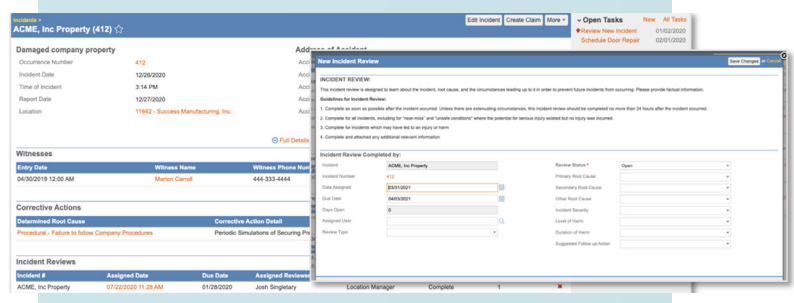 Incidents >
ACME, Inc Property (412)
Edit Incident
Create Claim
More
Open Tasks
New
All Tasks
Review New Incident 01/02/2020
Schedule Door Repair 02/01/2020
Damaged company property
Address of Accident
Occurrence Number 412
Incident Date 12/26/2020
Time of Incident 3:14 PM
Report Date 12/27/2020
Location 11642 - Success Manufacturing, Inc.
Full Details
Witnesses
Entry Date Witness Name Witness Phone Num
04/30/2019 12:00 AM Marion Carroll 444-333-4444
Corrective Actions
Determined Root Cause Corrective Action Detail
Procedural - Failure to follow Company Procedures Periodic Simulations of Securing Pr
Incident Reviews
Incident # Assigned Date Due Date Assigned Reviewer
ACME, Inc Property 07/22/2020 11:28 AM 01/28/2020 Josh Singletary Location Manager Complete 1
New Incident Review
Save Changes or Cancel
INCIDENT REVIEW:
This incident review is designed to learn about the incident, root cause, and the circumstances leading up to it in order to prevent future incidents from occurring. Please provide factual information.
Guidelines for Incident Review:
1. Complete as soon as possible after the incident occurred. Unless there are extenuating circumstances, this incident review should be completed no more than 24 hours after the incident occurred.
2. Complete for all incidents, including for "near-miss" and "unsafe conditions" where the potential for serious injury existed but no injury was incurred.
3. Complete for incidents which may have led to an injury or harm
4. Complete and attached any additional relevant information
Incident Review Completed by:
Incident ACME, Inc Property
Incident Number 412
Date Assigned 03/31/2021
Due Date 04/03/2021
Days Open 0
Assigned User
Review Type
Review Status * Open
Primary Root Cause
Secondary Root Cause
Other Root Cause
Incident Severity
Level of Harm
Duration of Harm
Suggested Follow up Action